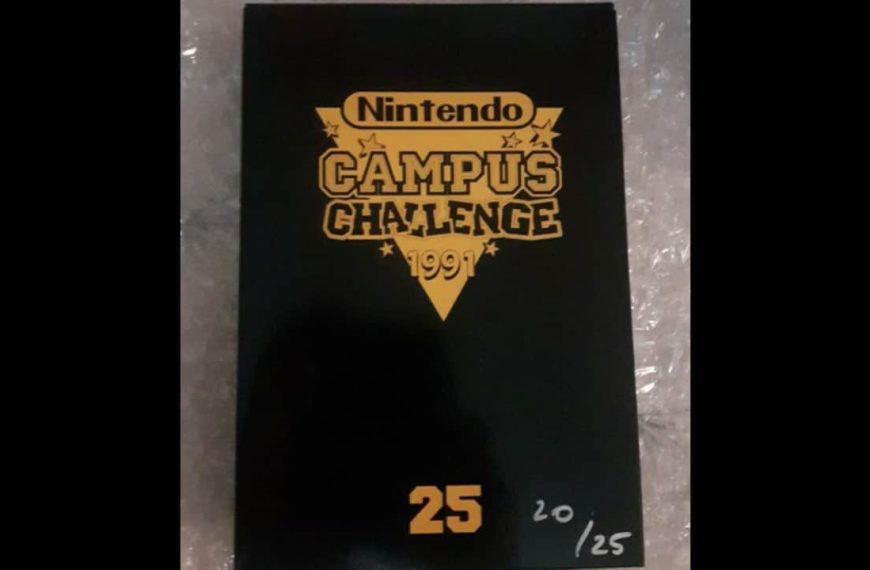 Nintendo
CAMPUS
CHALLENGE
1991
25
20
/25